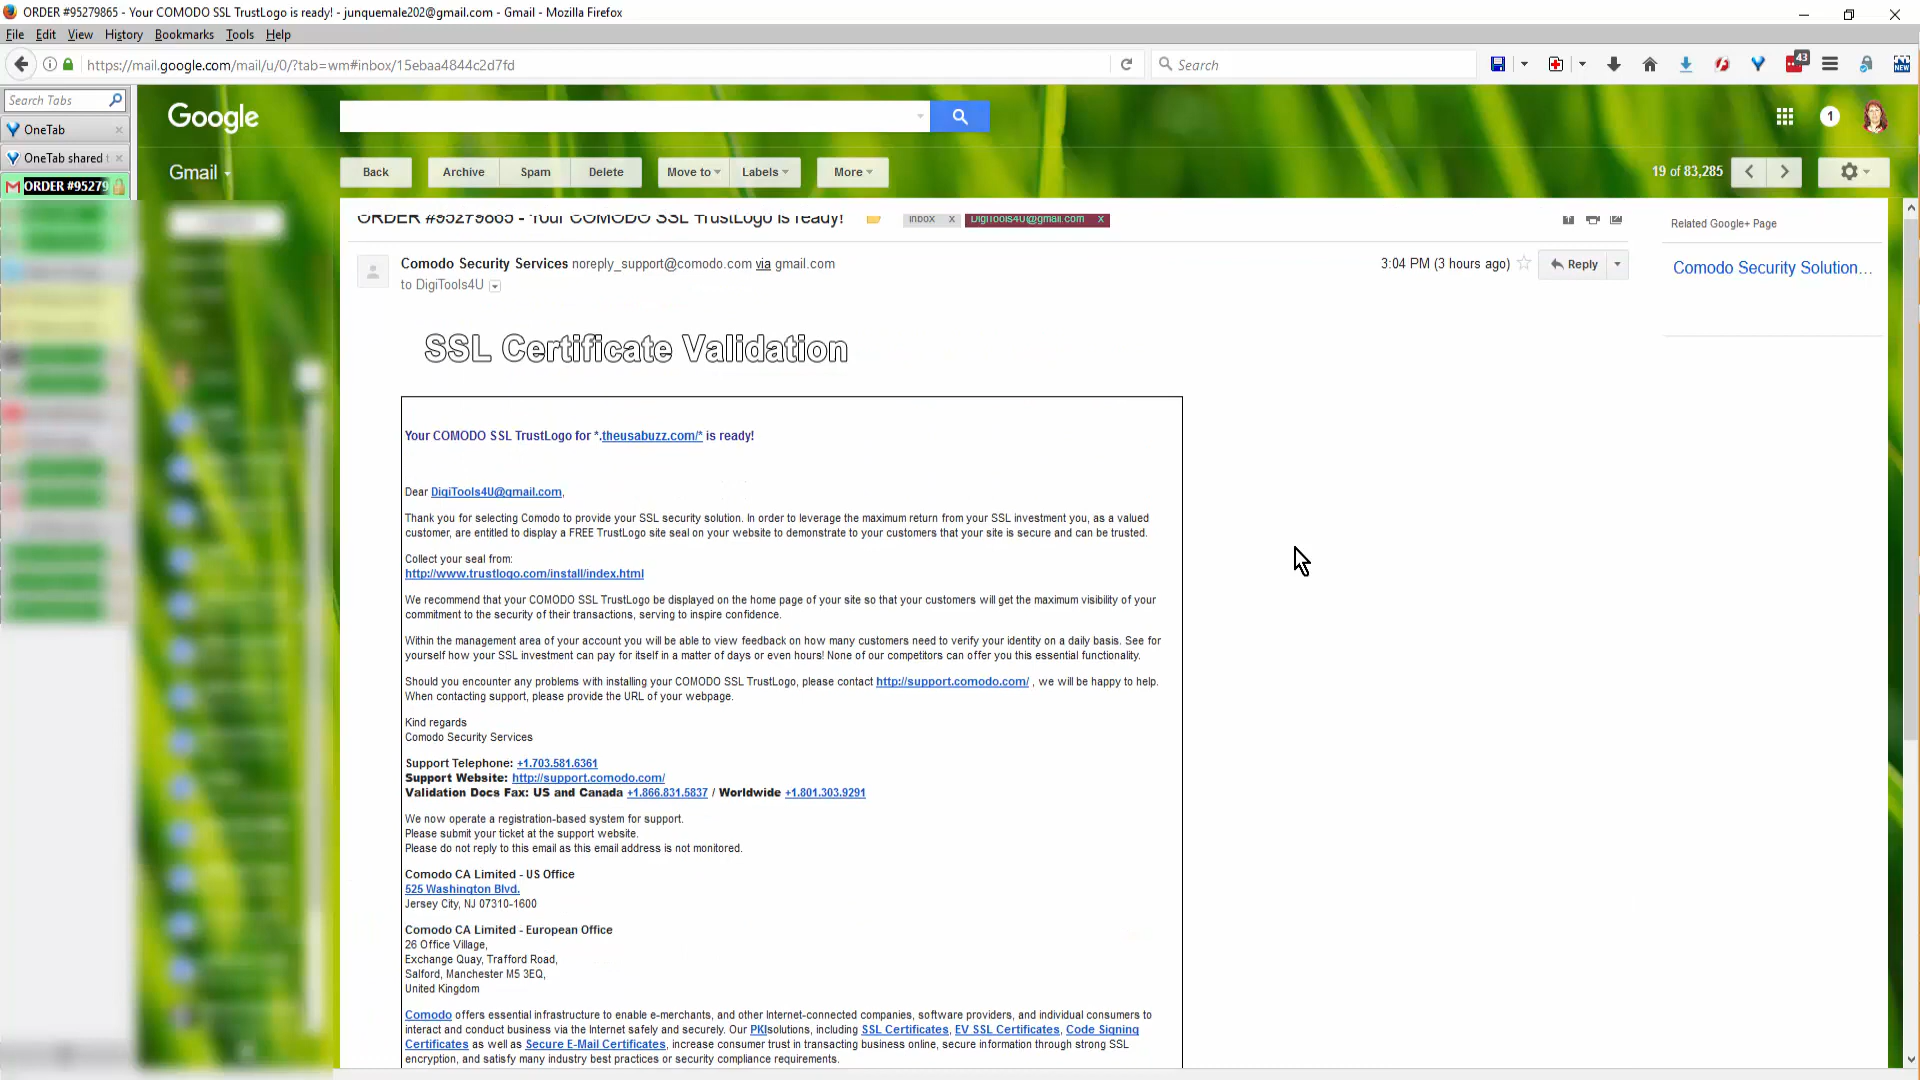 ORDER #95279865 - Your COMODO SSL TrustLogo is ready! - junquemale202@gmail.com - Gmail - Mozilla Firefox
File Edit View History Bookmarks Tools Help
https://mail.google.com/mail/u/0/?tab=wm#inbox/15ebaa4844c2d7fd
Search
43
NEW
Search Tabs
OneTab
OneTab shared t
ORDER #95279
Google
1
Gmail
Back Archive Spam Delete Move to Labels More
19 of 83,285
ORDER #95279865 - Your COMODO SSL TrustLogo is ready! Inbox x DigiTools4U@gmail.com x
Related Google+ Page
Comodo Security Solution...
Comodo Security Services noreply_support@comodo.com via gmail.com
3:04 PM (3 hours ago)
Reply
to DigiTools4U
SSL Certificate Validation
Your COMODO SSL TrustLogo for *.theusabuzz.com/* is ready!
Dear DigiTools4U@gmail.com,
Thank you for selecting Comodo to provide your SSL security solution. In order to leverage the maximum return from your SSL investment you, as a valued
customer, are entitled to display a FREE TrustLogo site seal on your website to demonstrate to your customers that your site is secure and can be trusted.
Collect your seal from:
http://www.trustlogo.com/install/index.html
We recommend that your COMODO SSL TrustLogo be displayed on the home page of your site so that your customers will get the maximum visibility of your
commitment to the security of their transactions, serving to inspire confidence.
Within the management area of your account you will be able to view feedback on how many customers need to verify your identity on a daily basis. See for
yourself how your SSL investment can pay for itself in a matter of days or even hours! None of our competitors can offer you this essential functionality.
Should you encounter any problems with installing your COMODO SSL TrustLogo, please contact http://support.comodo.com/ , we will be happy to help.
When contacting support, please provide the URL of your webpage.
Kind regards
Comodo Security Services
Support Telephone: +1.703.581.6361
Support Website: http://support.comodo.com/
Validation Docs Fax: US and Canada +1.866.831.5837 / Worldwide +1.801.303.9291
We now operate a registration-based system for support.
Please submit your ticket at the support website.
Please do not reply to this email as this email address is not monitored.
Comodo CA Limited - US Office
525 Washington Blvd.
Jersey City, NJ 07310-1600
Comodo CA Limited - European Office
26 Office Village,
Exchange Quay, Trafford Road,
Salford, Manchester M5 3EQ,
United Kingdom
Comodo offers essential infrastructure to enable e-merchants, and other Internet-connected companies, software providers, and individual consumers to
interact and conduct business via the Internet safely and securely. Our PKIsolutions, including SSL Certificates, EV SSL Certificates, Code Signing
Certificates as well as Secure E-Mail Certificates, increase consumer trust in transacting business online, secure information through strong SSL
encryption, and satisfy many industry best practices or security compliance requirements.